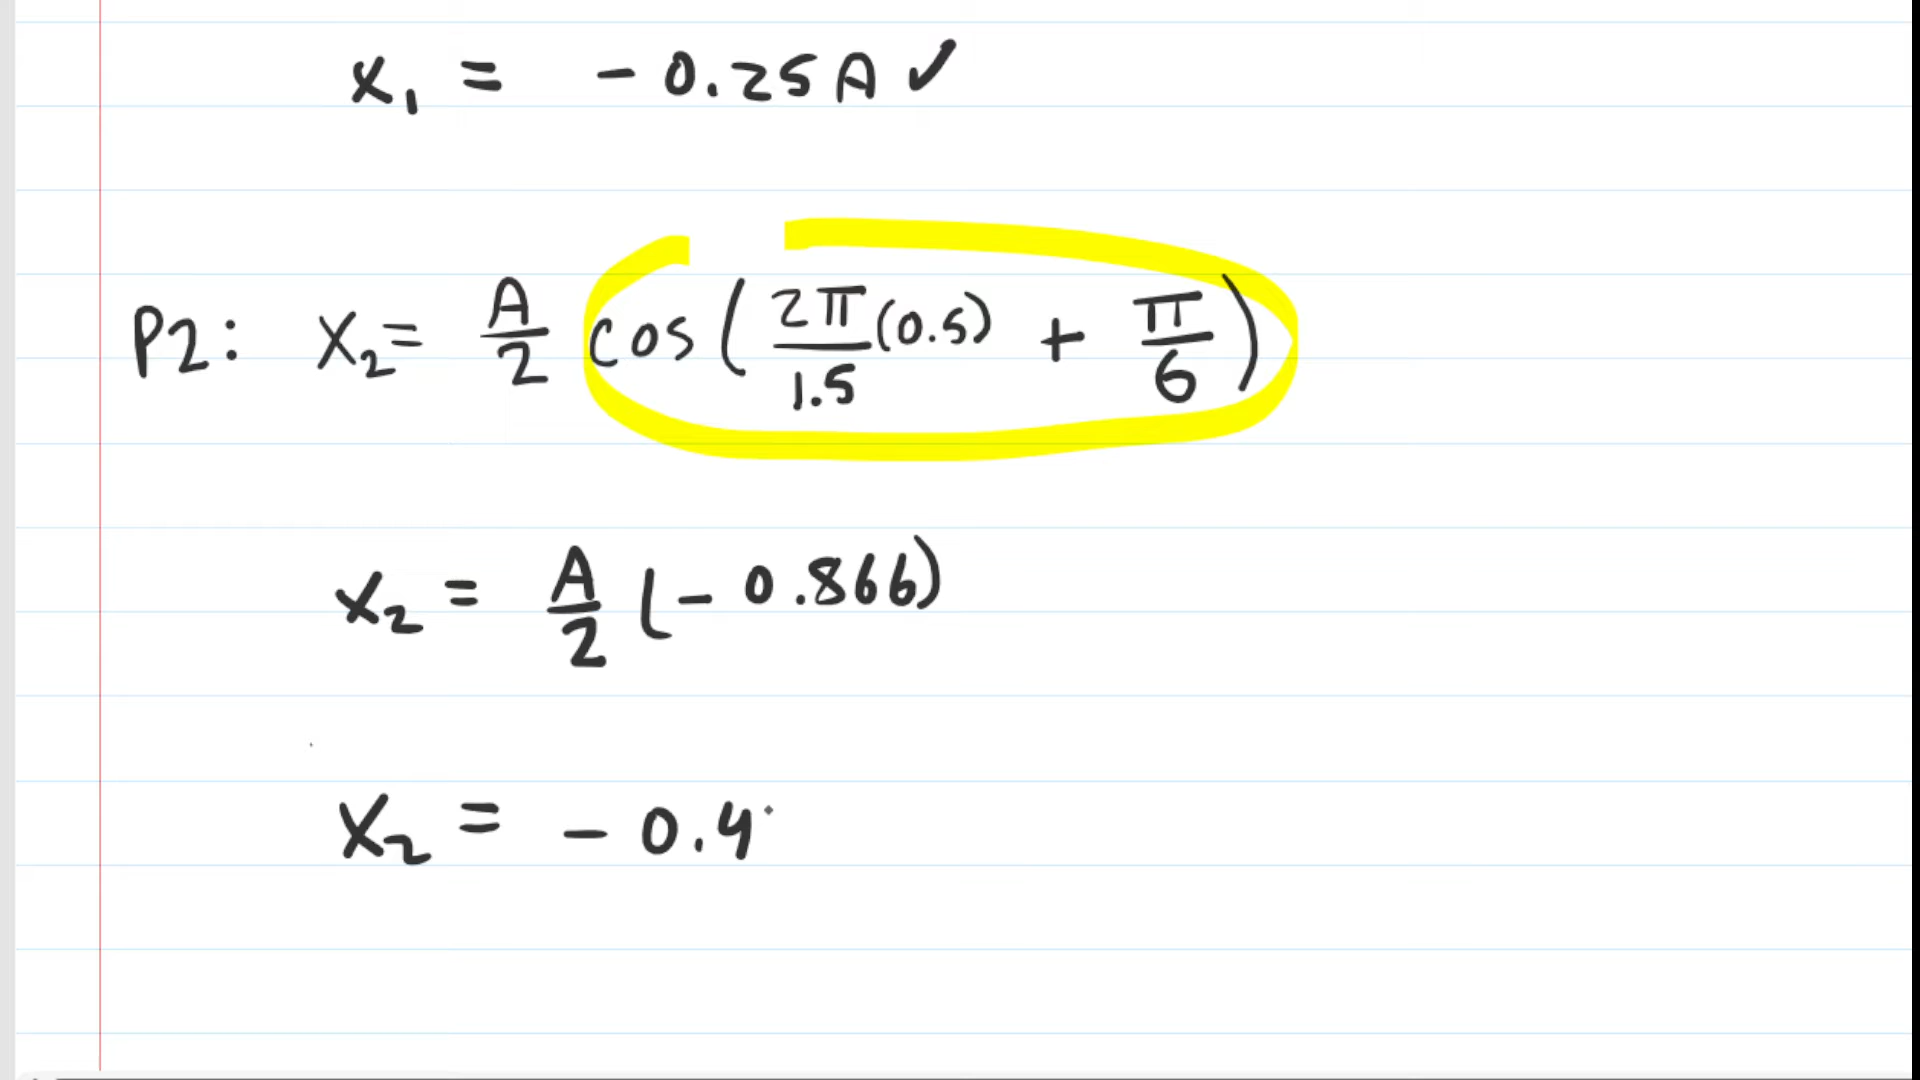 x₁ = - 0.25 A ✓
P2: x₂ = A/2 cos( 2π/1.5 (0.5) + π/6 )
x₂ = A/2 (- 0.866)
x₂ = - 0.4